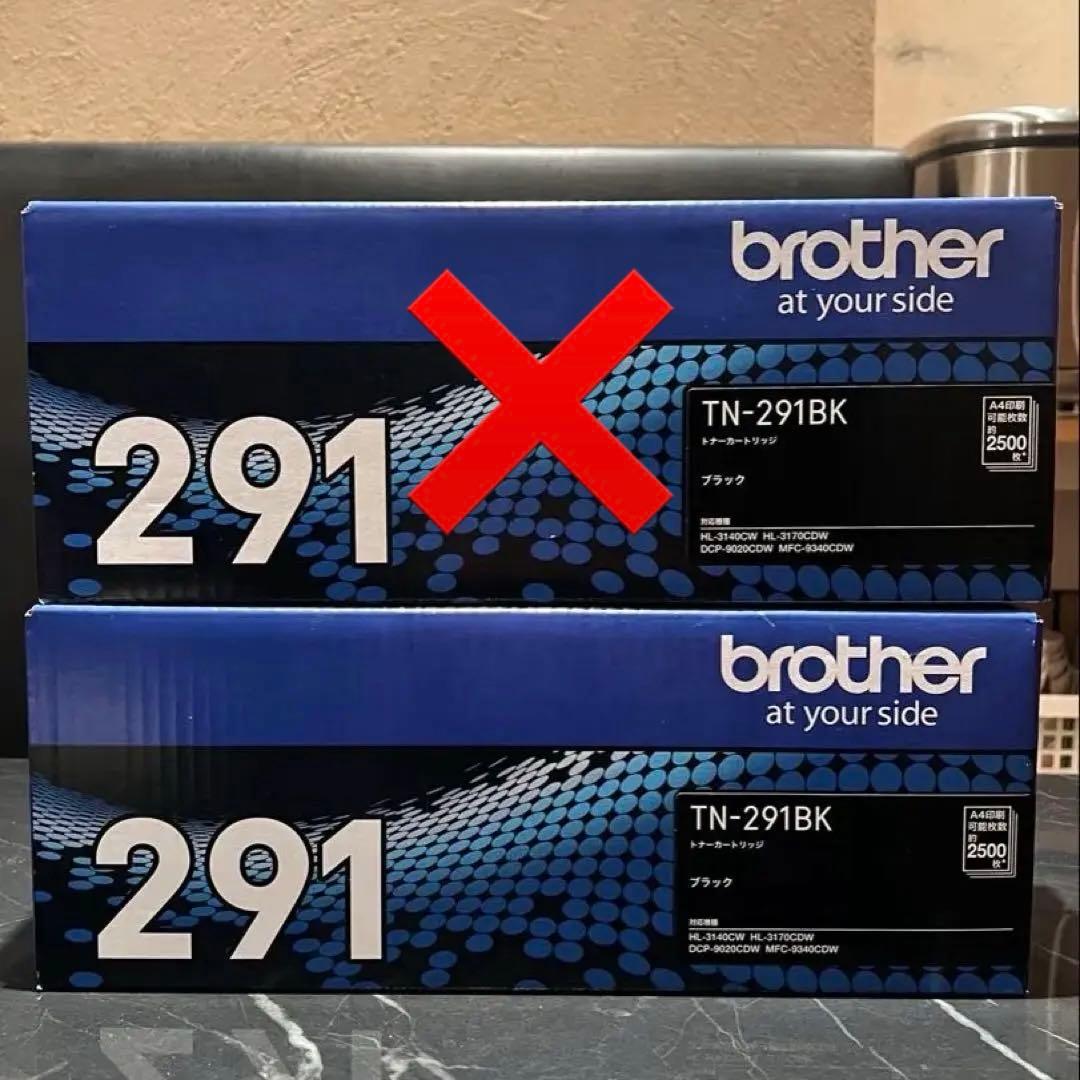 brother
at your side
291
TN-291BK
トナーカートリッジ
ブラック
A4印刷
可能枚数
約
2500
枚*
対応機種
HL-3140CW HL-3170CDW
DCP-9020CDW MFC-9340CDW
brother
at your side
291
TN-291BK
トナーカートリッジ
ブラック
A4印刷
可能枚数
約
2500
枚*
対応機種
HL-3140CW HL-3170CDW
DCP-9020CDW MFC-9340CDW